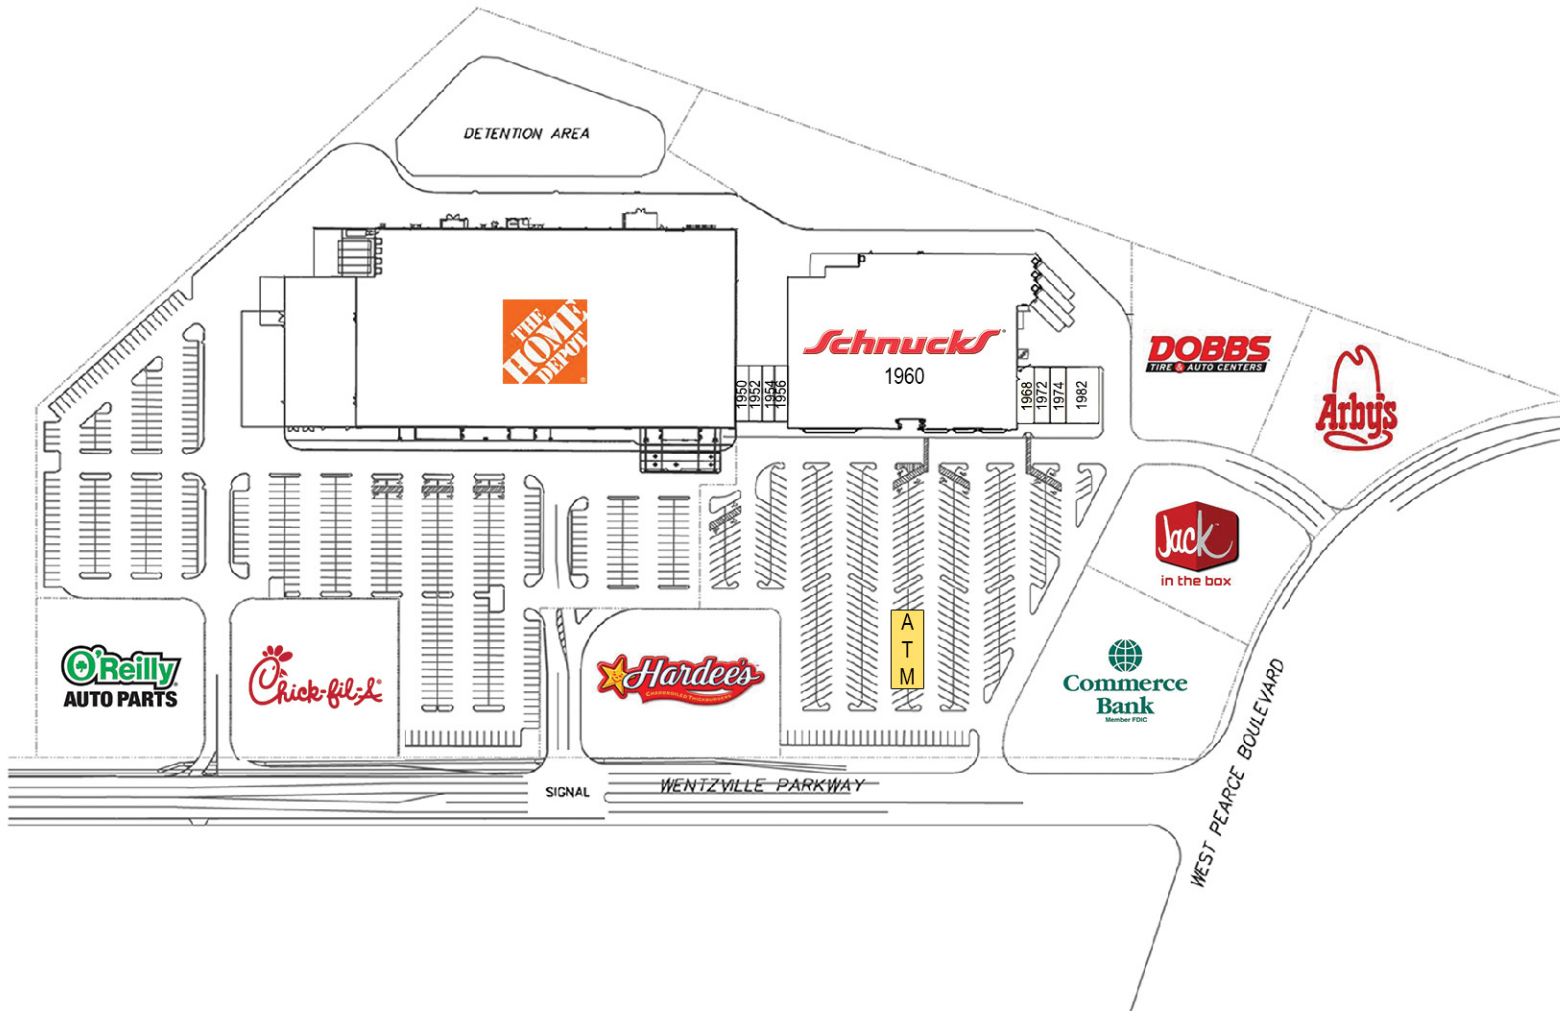 DETENTION AREA
THE
HOME
DEPOT
Schnucks
1960
1950
1952
1954
1956
1968
1972
1974
1982
DOBBS
TIRE & AUTO CENTERS
Arby's
Jack
in the box
O'Reilly
AUTO PARTS
Chick-fil-A
Hardee's
CHARBROILED THICKBURGERS
A
T
M
Commerce
Bank
Member FDIC
SIGNAL
WENTZVILLE PARKWAY
WEST PEARCE BOULEVARD